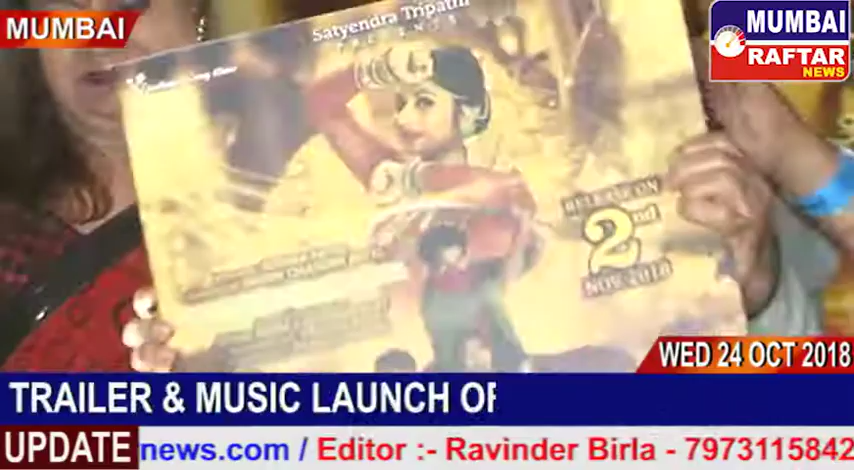 MUMBAI
MUMBAI
RAFTAR
NEWS
Satyendra Tripathi
PRESENTS
RELEASE ON
2nd
NOV. 2018
WED 24 OCT 2018
TRAILER & MUSIC LAUNCH OF
UPDATE news.com / Editor :- Ravinder Birla - 7973115842